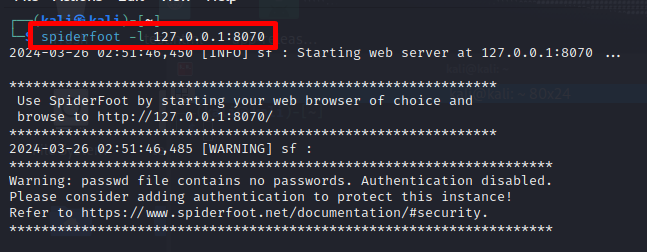 (kali㉿kali)-[~]
$ spiderfoot -l 127.0.0.1:8070
2024-03-26 02:51:46,450 [INFO] sf : Starting web server at 127.0.0.1:8070 ...
*************************************************************
Use SpiderFoot by starting your web browser of choice and
browse to http://127.0.0.1:8070/
*************************************************************
2024-03-26 02:51:46,485 [WARNING] sf :
********************************************************************
Warning: passwd file contains no passwords. Authentication disabled.
Please consider adding authentication to protect this instance!
Refer to https://www.spiderfoot.net/documentation/#security.
********************************************************************